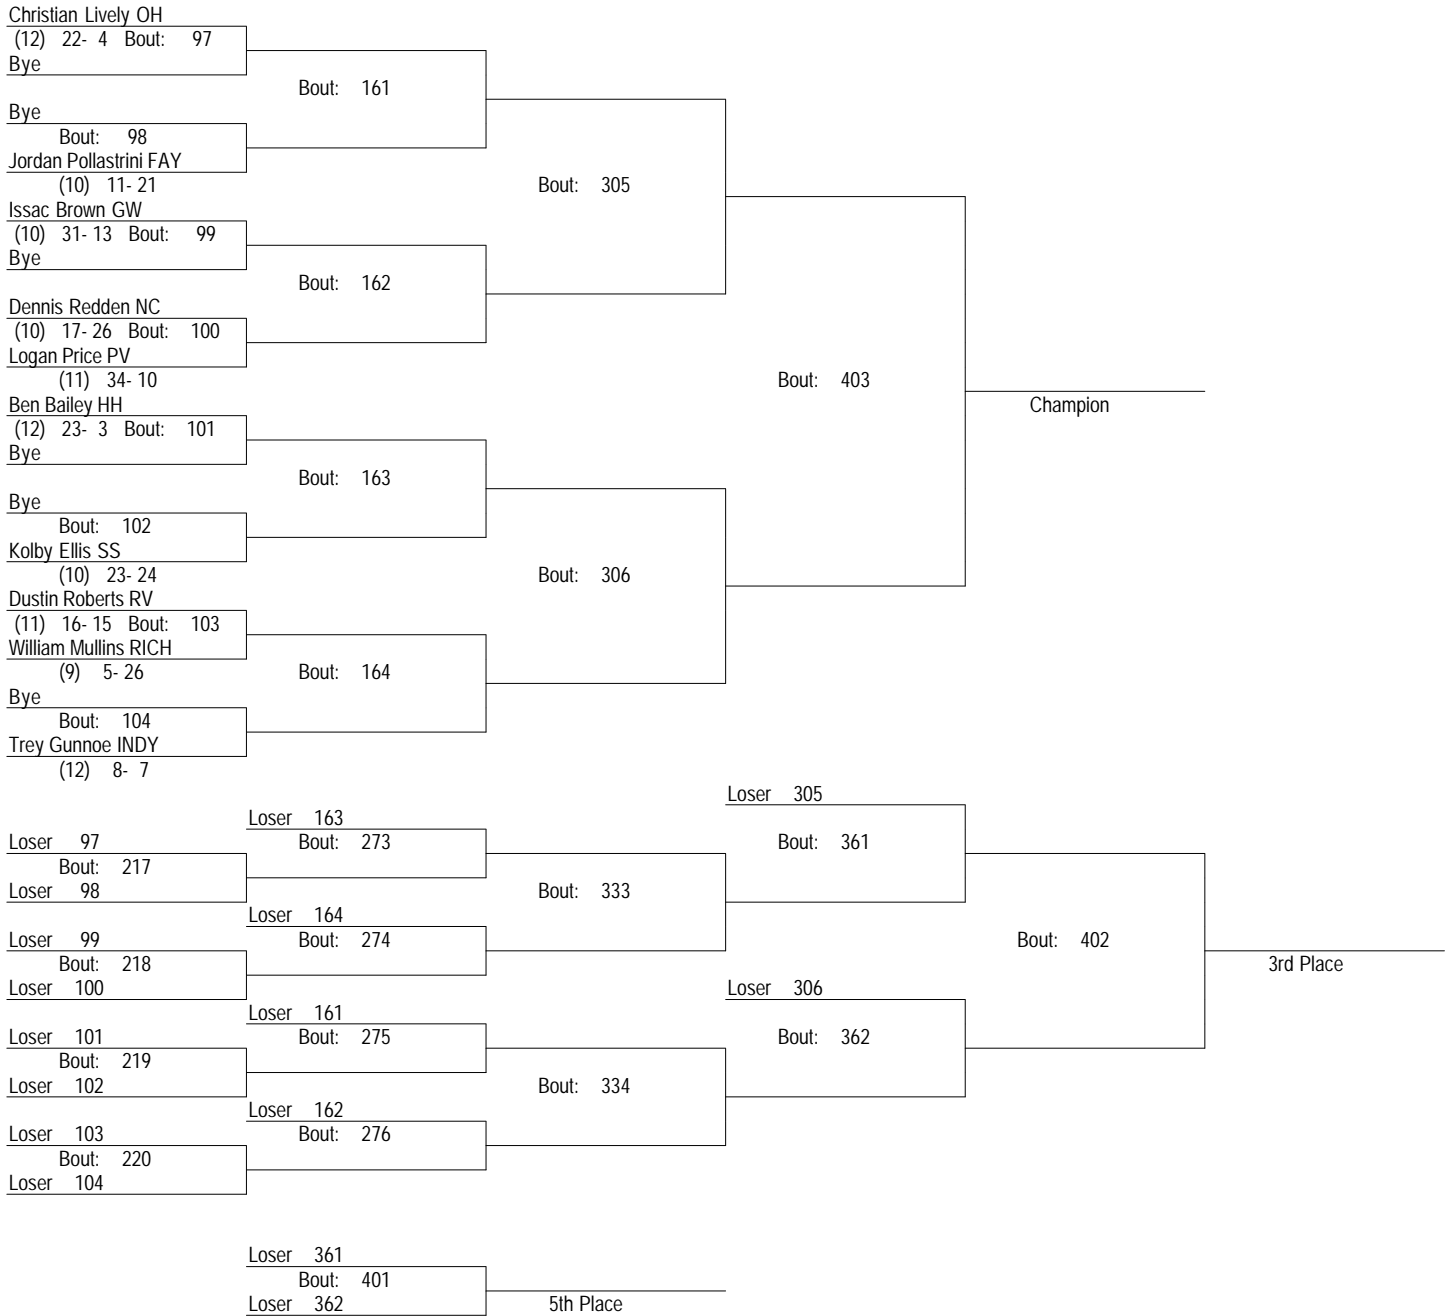 Christian Lively OH
(12) 22- 4 Bout: 97
Bye
Bout: 161
Bye
Bout: 98
Jordan Pollastrini FAY
(10) 11- 21
Bout: 305
Issac Brown GW
(10) 31- 13 Bout: 99
Bye
Bout: 162
Dennis Redden NC
(10) 17- 26 Bout: 100
Logan Price PV
(11) 34- 10
Bout: 403
Champion
Ben Bailey HH
(12) 23- 3 Bout: 101
Bye
Bout: 163
Bye
Bout: 102
Kolby Ellis SS
(10) 23- 24
Bout: 306
Dustin Roberts RV
(11) 16- 15 Bout: 103
William Mullins RICH
(9) 5- 26
Bout: 164
Bye
Bout: 104
Trey Gunnoe INDY
(12) 8- 7
Loser 305
Loser 163
Loser 97
Bout: 273
Bout: 361
Bout: 217
Loser 98
Bout: 333
Loser 164
Loser 99
Bout: 274
Bout: 402
Bout: 218
3rd Place
Loser 100
Loser 306
Loser 161
Loser 101
Bout: 275
Bout: 362
Bout: 219
Loser 102
Bout: 334
Loser 162
Loser 103
Bout: 276
Bout: 220
Loser 104
Loser 361
Bout: 401
Loser 362
5th Place